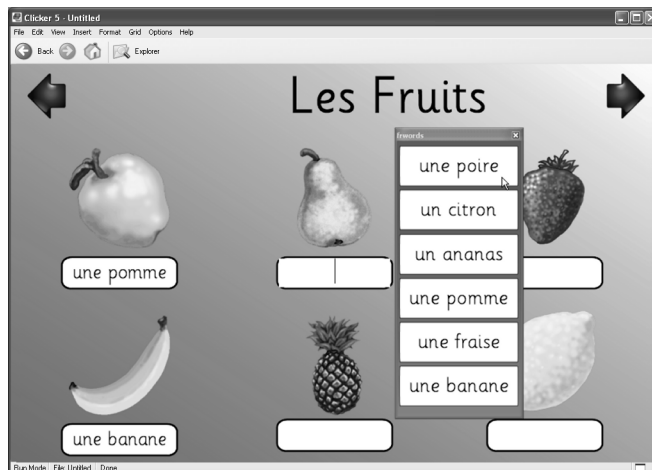 Clicker 5 - Untitled
File Edit View Insert Format Grid Options Help
Back Explorer
Les Fruits
frwords
une poire
un citron
un ananas
une pomme
une fraise
une banane
une pomme
une banane
Run Mode File: Untitled Done